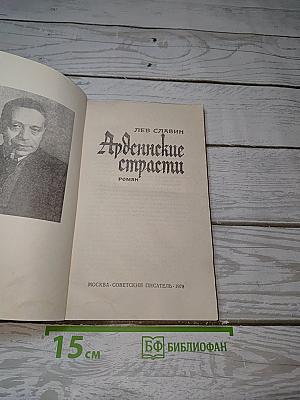 ЛЕВ СЛАВИН
Арденнские
страсти
РОМАН
МОСКВА·СОВЕТСКИЙ ПИСАТЕЛЬ·1979
15 см
БФ БИБЛИОФАН